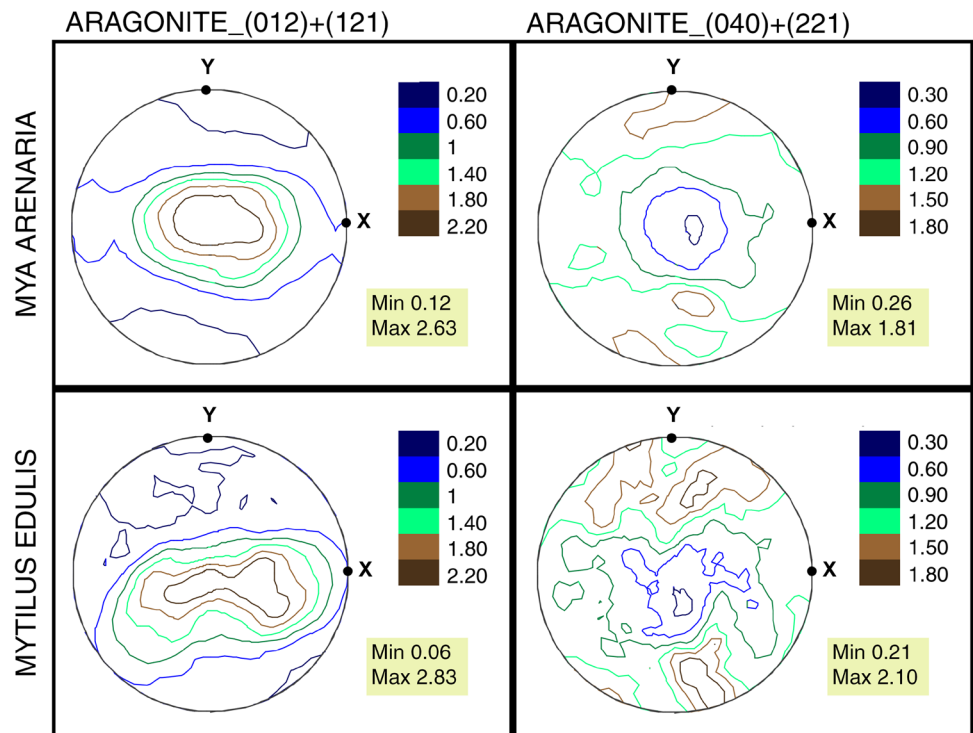 ARAGONITE_(012)+(121)
ARAGONITE_(040)+(221)
MYA ARENARIA
Y
X
0.20
0.60
1
1.40
1.80
2.20
Min 0.12
Max 2.63
Y
X
0.30
0.60
0.90
1.20
1.50
1.80
Min 0.26
Max 1.81
MYTILUS EDULIS
Y
X
0.20
0.60
1
1.40
1.80
2.20
Min 0.06
Max 2.83
Y
X
0.30
0.60
0.90
1.20
1.50
1.80
Min 0.21
Max 2.10